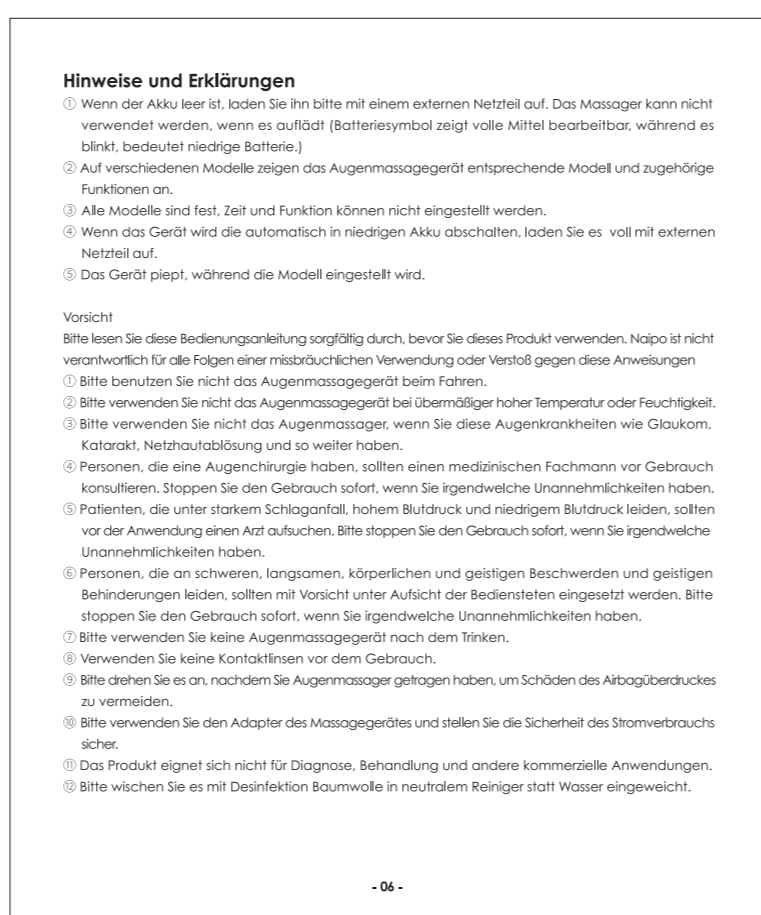 Hinweise und Erklärungen
① Wenn der Akku leer ist, laden Sie ihn bitte mit einem externen Netzteil auf. Das Massager kann nicht
verwendet werden, wenn es auflädt (Batteriesymbol zeigt volle Mittel bearbeitbar, während es
blinkt, bedeutet niedrige Batterie.)
② Auf verschiedenen Modelle zeigen das Augenmassagegerät entsprechende Modell und zugehörige
Funktionen an.
③ Alle Modelle sind fest, Zeit und Funktion können nicht eingestellt werden.
④ Wenn das Gerät wird die automatisch in niedrigen Akku abschalten, laden Sie es voll mit externen
Netzteil auf.
⑤ Das Gerät piept, während die Modell eingestellt wird.
Vorsicht
Bitte lesen Sie diese Bedienungsanleitung sorgfältig durch, bevor Sie dieses Produkt verwenden. Naipo ist nicht
verantwortlich für alle Folgen einer missbräuchlichen Verwendung oder Verstoß gegen diese Anweisungen
① Bitte benutzen Sie nicht das Augenmassagegerät beim Fahren.
② Bitte verwenden Sie nicht das Augenmassagegerät bei übermäßiger hoher Temperatur oder Feuchtigkeit.
③ Bitte verwenden Sie nicht das Augenmassager, wenn Sie diese Augenkrankheiten wie Glaukom,
Katarakt, Netzhautablösung und so weiter haben.
④ Personen, die eine Augenchirurgie haben, sollten einen medizinischen Fachmann vor Gebrauch
konsultieren. Stoppen Sie den Gebrauch sofort, wenn Sie irgendwelche Unannehmlichkeiten haben.
⑤ Patienten, die unter starkem Schlaganfall, hohem Blutdruck und niedrigem Blutdruck leiden, sollten
vor der Anwendung einen Arzt aufsuchen. Bitte stoppen Sie den Gebrauch sofort, wenn Sie irgendwelche
Unannehmlichkeiten haben.
⑥ Personen, die an schweren, langsamen, körperlichen und geistigen Beschwerden und geistigen
Behinderungen leiden, sollten mit Vorsicht unter Aufsicht der Bediensteten eingesetzt werden. Bitte
stoppen Sie den Gebrauch sofort, wenn Sie irgendwelche Unannehmlichkeiten haben.
⑦ Bitte verwenden Sie keine Augenmassagegerät nach dem Trinken.
⑧ Verwenden Sie keine Kontaktlinsen vor dem Gebrauch.
⑨ Bitte drehen Sie es an, nachdem Sie Augenmassager getragen haben, um Schäden des Airbagüberdruckes
zu vermeiden.
⑩ Bitte verwenden Sie den Adapter des Massagegerätes und stellen Sie die Sicherheit des Stromverbrauchs
sicher.
⑪ Das Produkt eignet sich nicht für Diagnose, Behandlung und andere kommerzielle Anwendungen.
⑫ Bitte wischen Sie es mit Desinfektion Baumwolle in neutralem Reiniger statt Wasser eingeweicht.
- 06 -